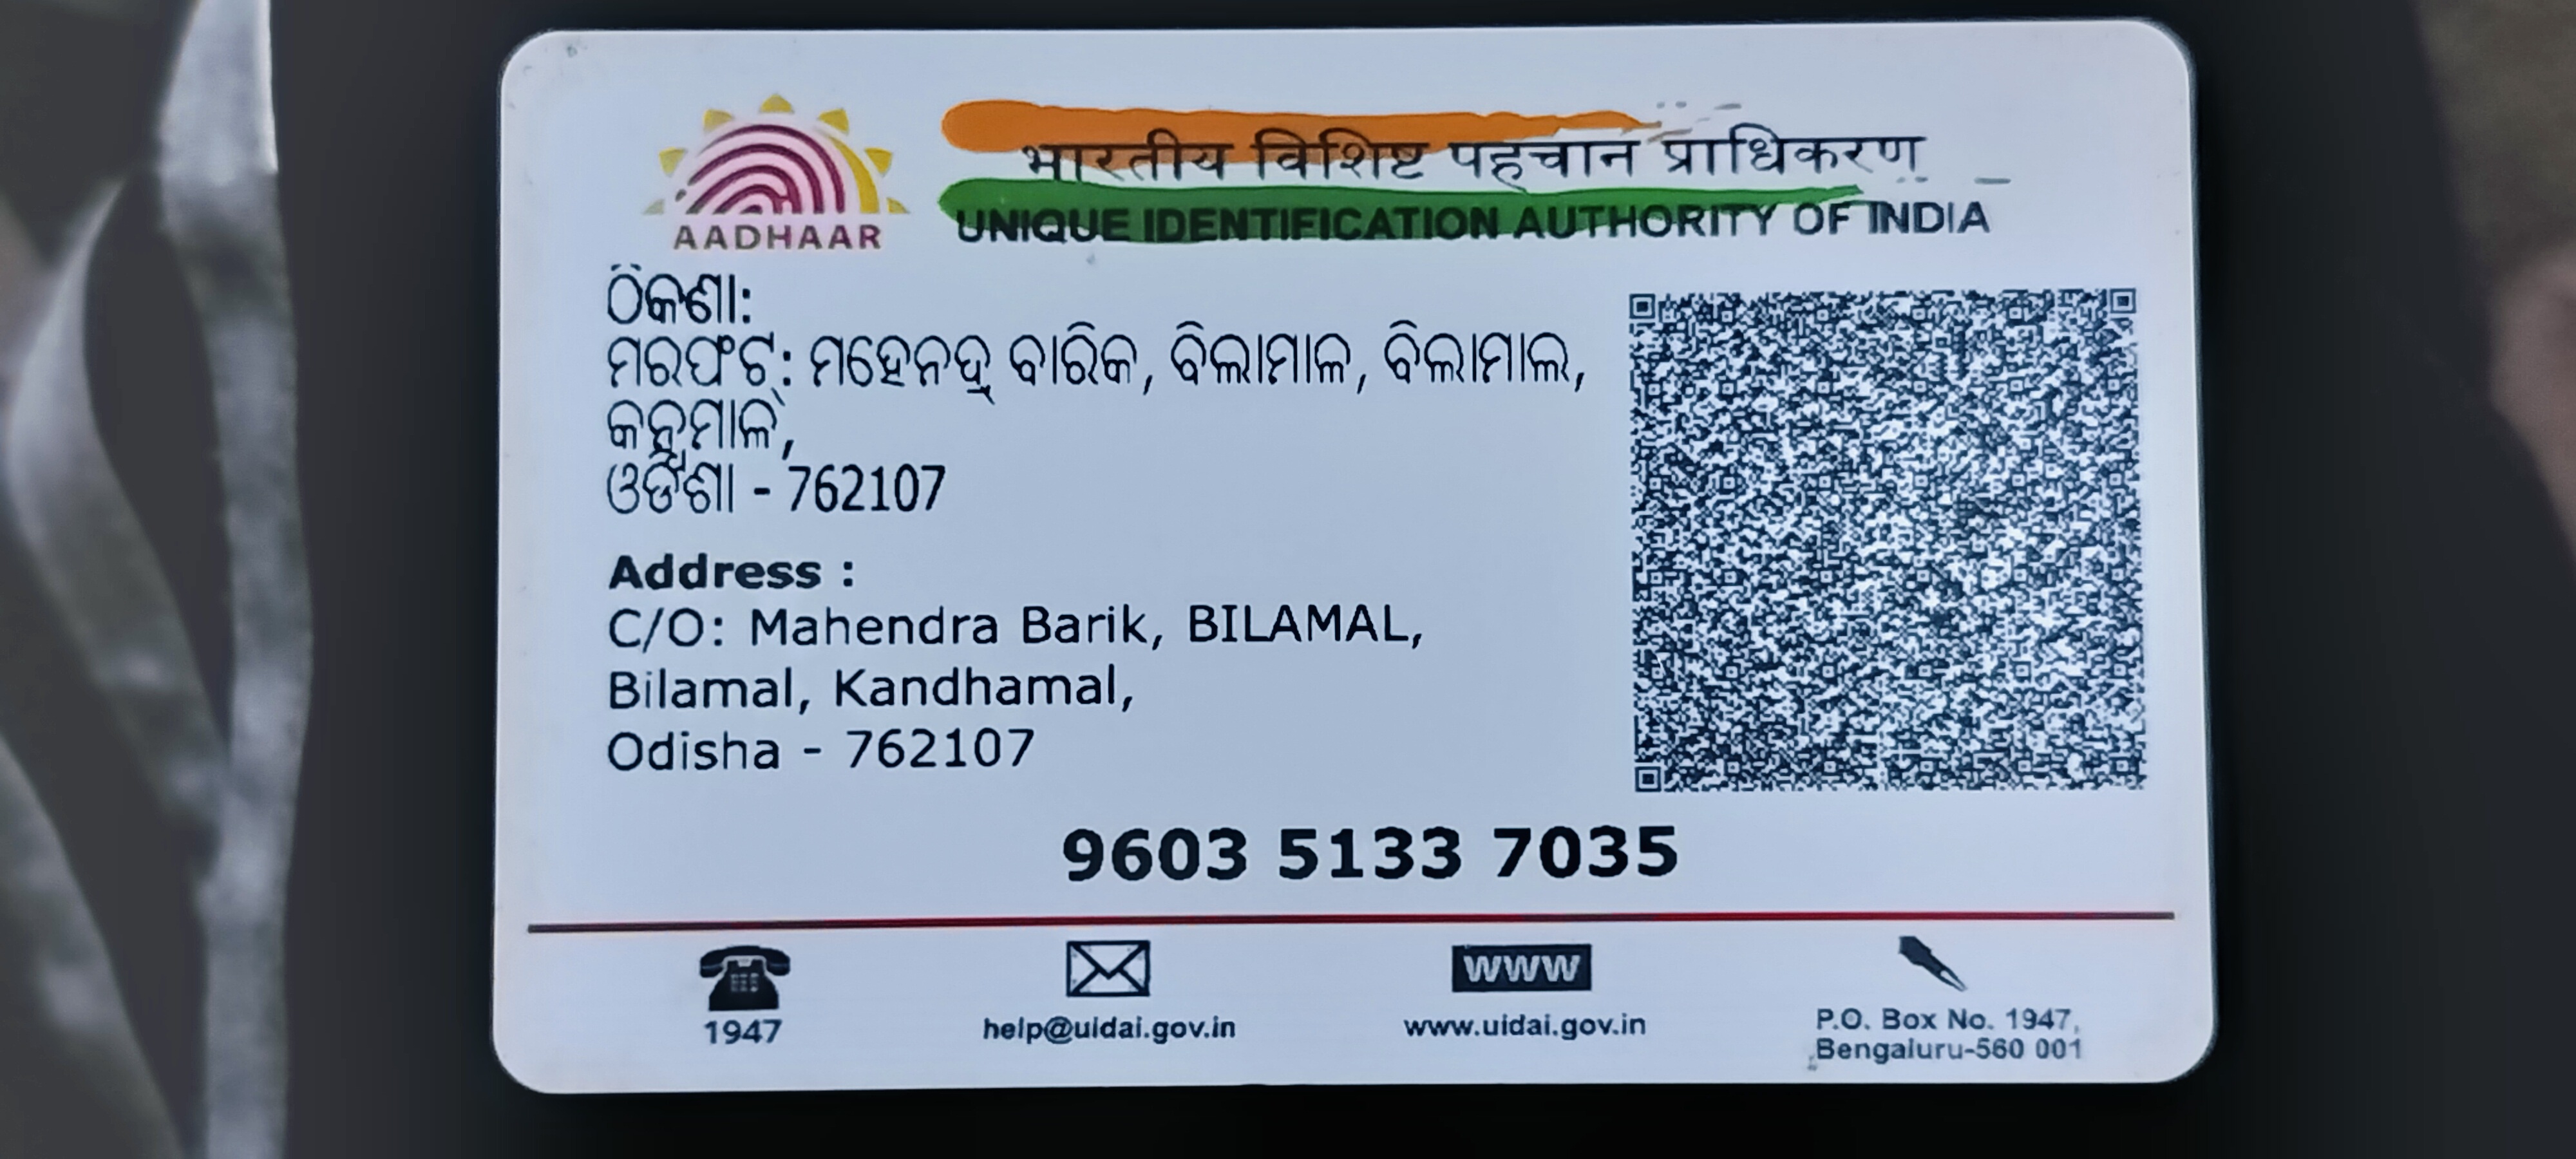 भारतीय विशिष्ट पहचान प्राधिकरण
AADHAAR
UNIQUE IDENTIFICATION AUTHORITY OF INDIA
ଠିକଣା:
ମରଫଟ୍: ମହେନଦ୍ର ବାରିକ, ବିଲାମାଳ, ବିଲାମାଲ,
କନ୍ଧମାଳ,
ଓଡିଶା - 762107
Address :
C/O: Mahendra Barik, BILAMAL,
Bilamal, Kandhamal,
Odisha - 762107
9603 5133 7035
WWW
1947
help@uidai.gov.in
www.uidai.gov.in
P.O. Box No. 1947,
Bengaluru-560 001